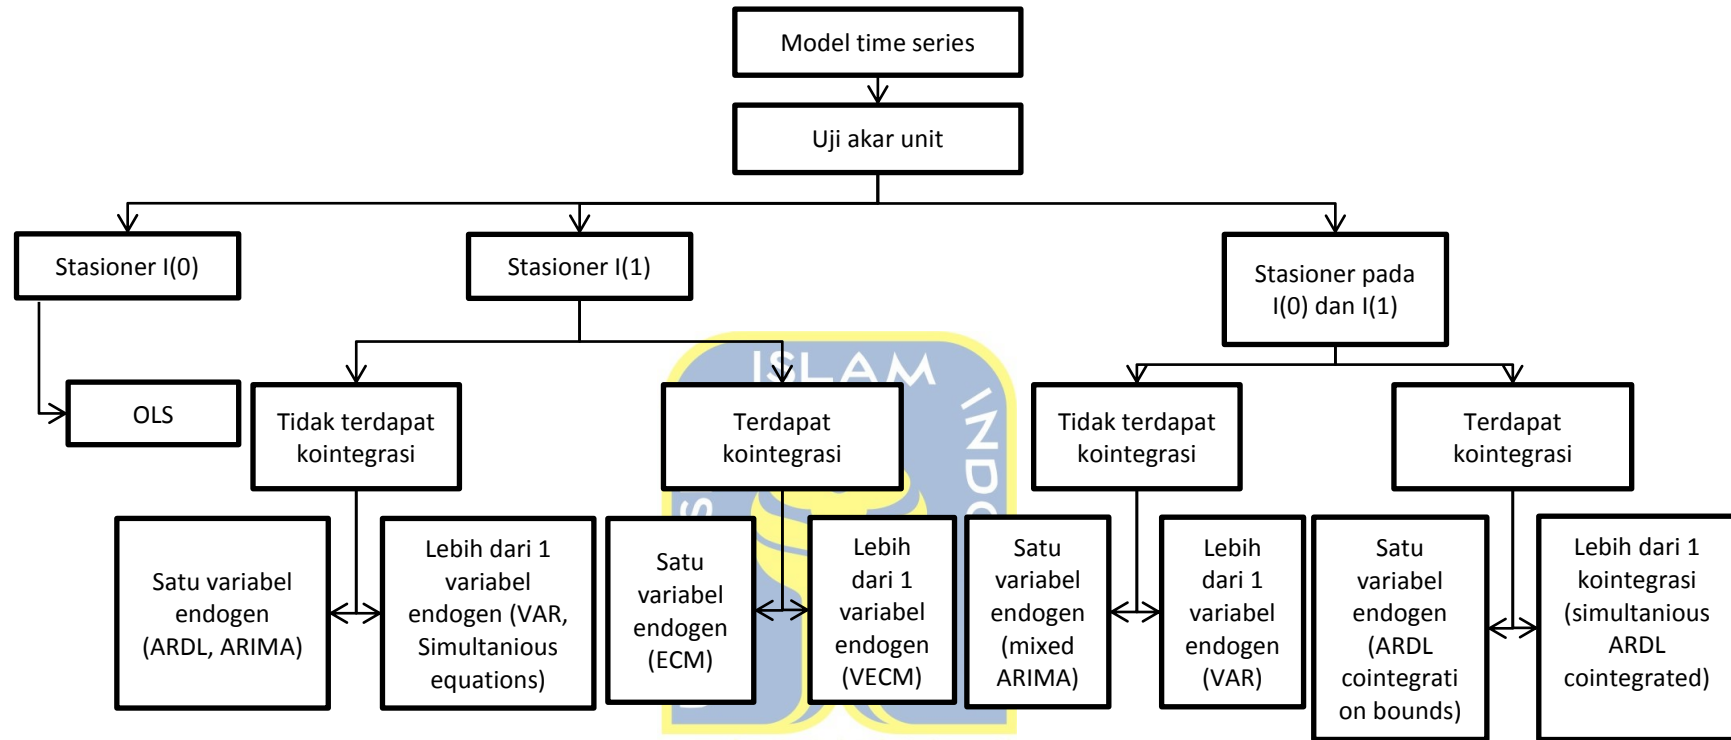 Model time series
Uji akar unit
Stasioner I(0)
Stasioner I(1)
Stasioner pada
I(0) dan I(1)
OLS
Tidak terdapat
kointegrasi
Terdapat
kointegrasi
Tidak terdapat
kointegrasi
Terdapat
kointegrasi
Satu variabel
endogen
(ARDL, ARIMA)
Lebih dari 1
variabel
endogen (VAR,
Simultanious
equations)
Satu
variabel
endogen
(ECM)
Lebih
dari 1
variabel
endogen
(VECM)
Satu
variabel
endogen
(mixed
ARIMA)
Lebih
dari 1
variabel
endogen
(VAR)
Satu
variabel
endogen
(ARDL
cointegrati
on bounds)
Lebih dari 1
kointegrasi
(simultanious
ARDL
cointegrated)
ISLAM